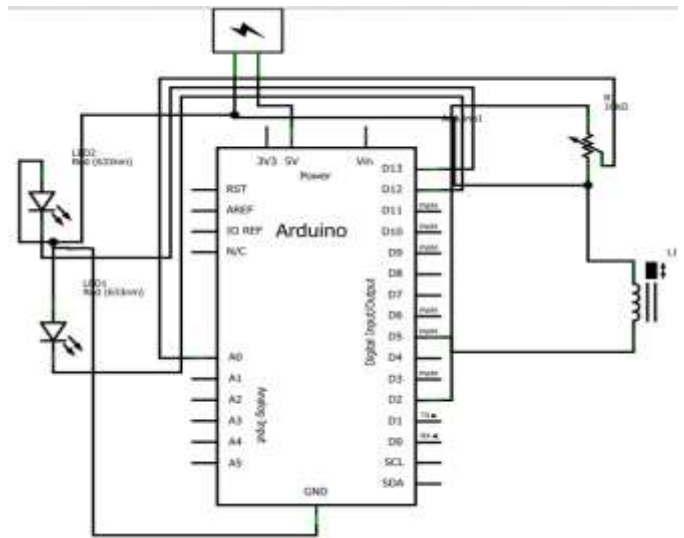 LED2
Red (633nm)
LED1
Red (633nm)
3V3
5V
Vin
Power
RST
AREF
IO REF
N/C
Arduino
A0
A1
A2
A3
A4
A5
Analog Input
Digital Input/Output
D13
D12
D11
PWM
D10
PWM
D9
PWM
D8
D7
D6
PWM
D5
PWM
D4
D3
PWM
D2
D1
TX
D0
RX
SCL
SDA
GND
10kΩ